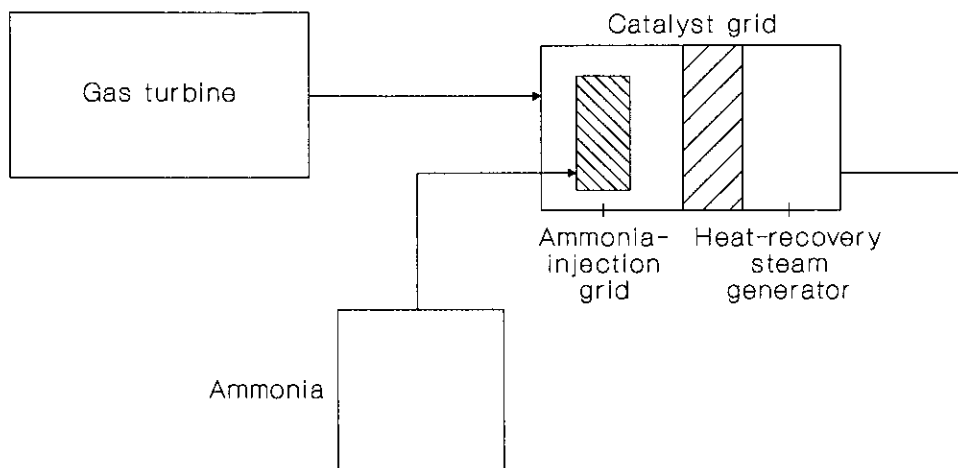 Catalyst grid
Gas turbine
Ammonia-
injection
grid
Heat-recovery
steam
generator
Ammonia